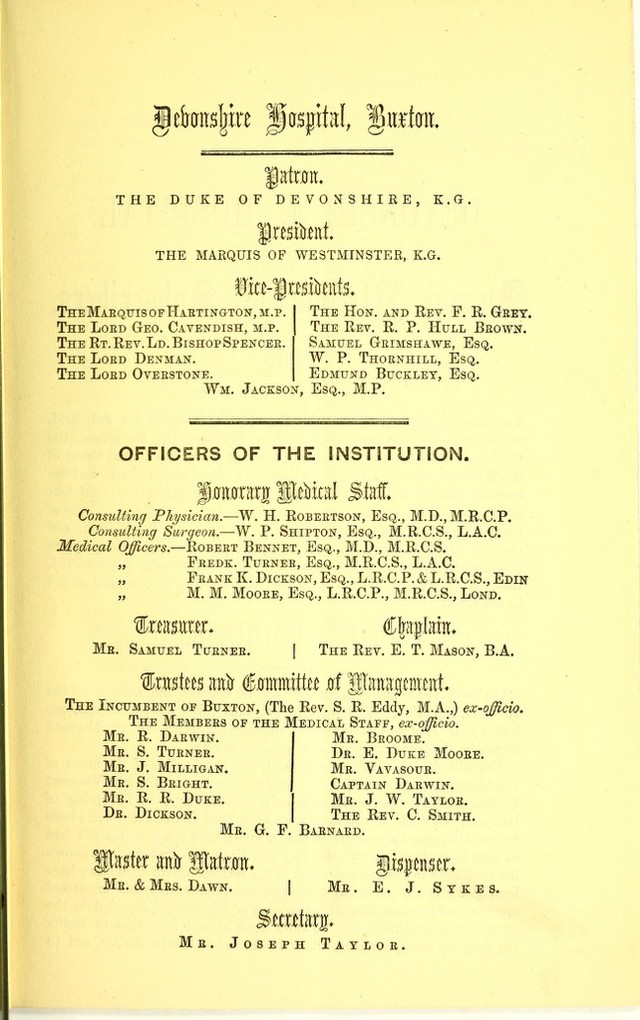 Devonshire Hospital, Buxton.
Patron.
THE DUKE OF DEVONSHIRE, K.G.
President.
THE MARQUIS OF WESTMINSTER, K.G.
Vice-Presidents.
THE MARQUIS OF HARTINGTON, M.P. | THE HON. AND REV. F. R. GREY.
THE LORD GEO. CAVENDISH, M.P. | THE REV. R. P. HULL BROWN.
THE RT. REV. LD. BISHOP SPENCER. | SAMUEL GRIMSHAWE, ESQ.
THE LORD DENMAN. | W. P. THORNHILL, ESQ.
THE LORD OVERSTONE. | EDMUND BUCKLEY, ESQ.
WM. JACKSON, ESQ., M.P.
OFFICERS OF THE INSTITUTION.
Honorary Medical Staff.
Consulting Physician.—W. H. ROBERTSON, ESQ., M.D., M.R.C.P.
Consulting Surgeon.—W. P. SHIPTON, ESQ., M.R.C.S., L.A.C.
Medical Officers.—ROBERT BENNET, ESQ., M.D., M.R.C.S.
„ FREDK. TURNER, ESQ., M.R.C.S., L.A.C.
„ FRANK K. DICKSON, ESQ., L.R.C.P. & L.R.C.S., EDIN
„ M. M. MOORE, ESQ., L.R.C.P., M.R.C.S., LOND.
Treasurer. Chaplain.
MR. SAMUEL TURNER. | THE REV. E. T. MASON, B.A.
Trustees and Committee of Management.
THE INCUMBENT OF BUXTON, (The Rev. S. R. Eddy, M.A.,) ex-officio.
THE MEMBERS OF THE MEDICAL STAFF, ex-officio.
MR. R. DARWIN. | MR. BROOME.
MR. S. TURNER. | DR. E. DUKE MOORE.
MR. J. MILLIGAN. | MR. VAVASOUR.
MR. S. BRIGHT. | CAPTAIN DARWIN.
MR. R. R. DUKE. | MR. J. W. TAYLOR.
DR. DICKSON. | THE REV. C. SMITH.
MR. G. F. BARNARD.
Master and Matron. Dispenser.
MR. & MRS. DAWN. | MR. E. J. SYKES.
Secretary.
MR. JOSEPH TAYLOR.